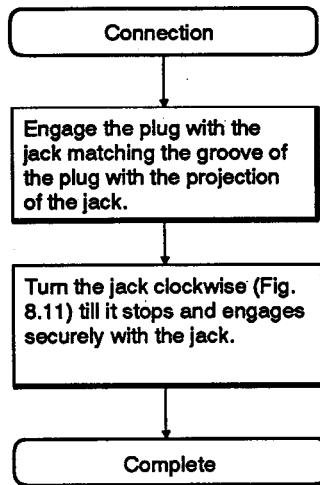 Connection
Engage the plug with the
jack matching the groove of
the plug with the projection
of the jack.
Turn the jack clockwise (Fig.
8.11) till it stops and engages
securely with the jack.
Complete